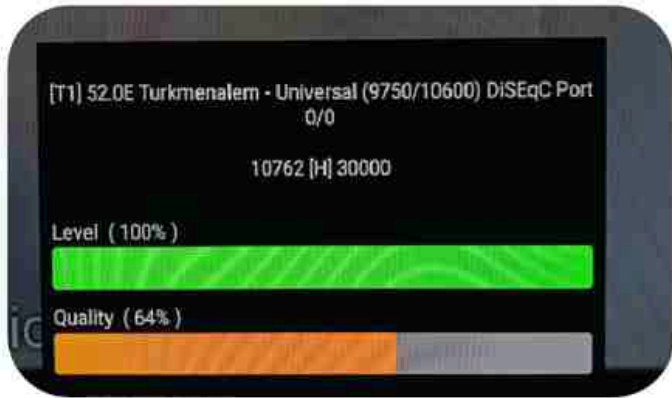 [T1] 52.0E Turkmenalem - Universal (9750/10600) DiSEqC Port
0/0
10762 [H] 30000
Level ( 100% )
Quality ( 64% )